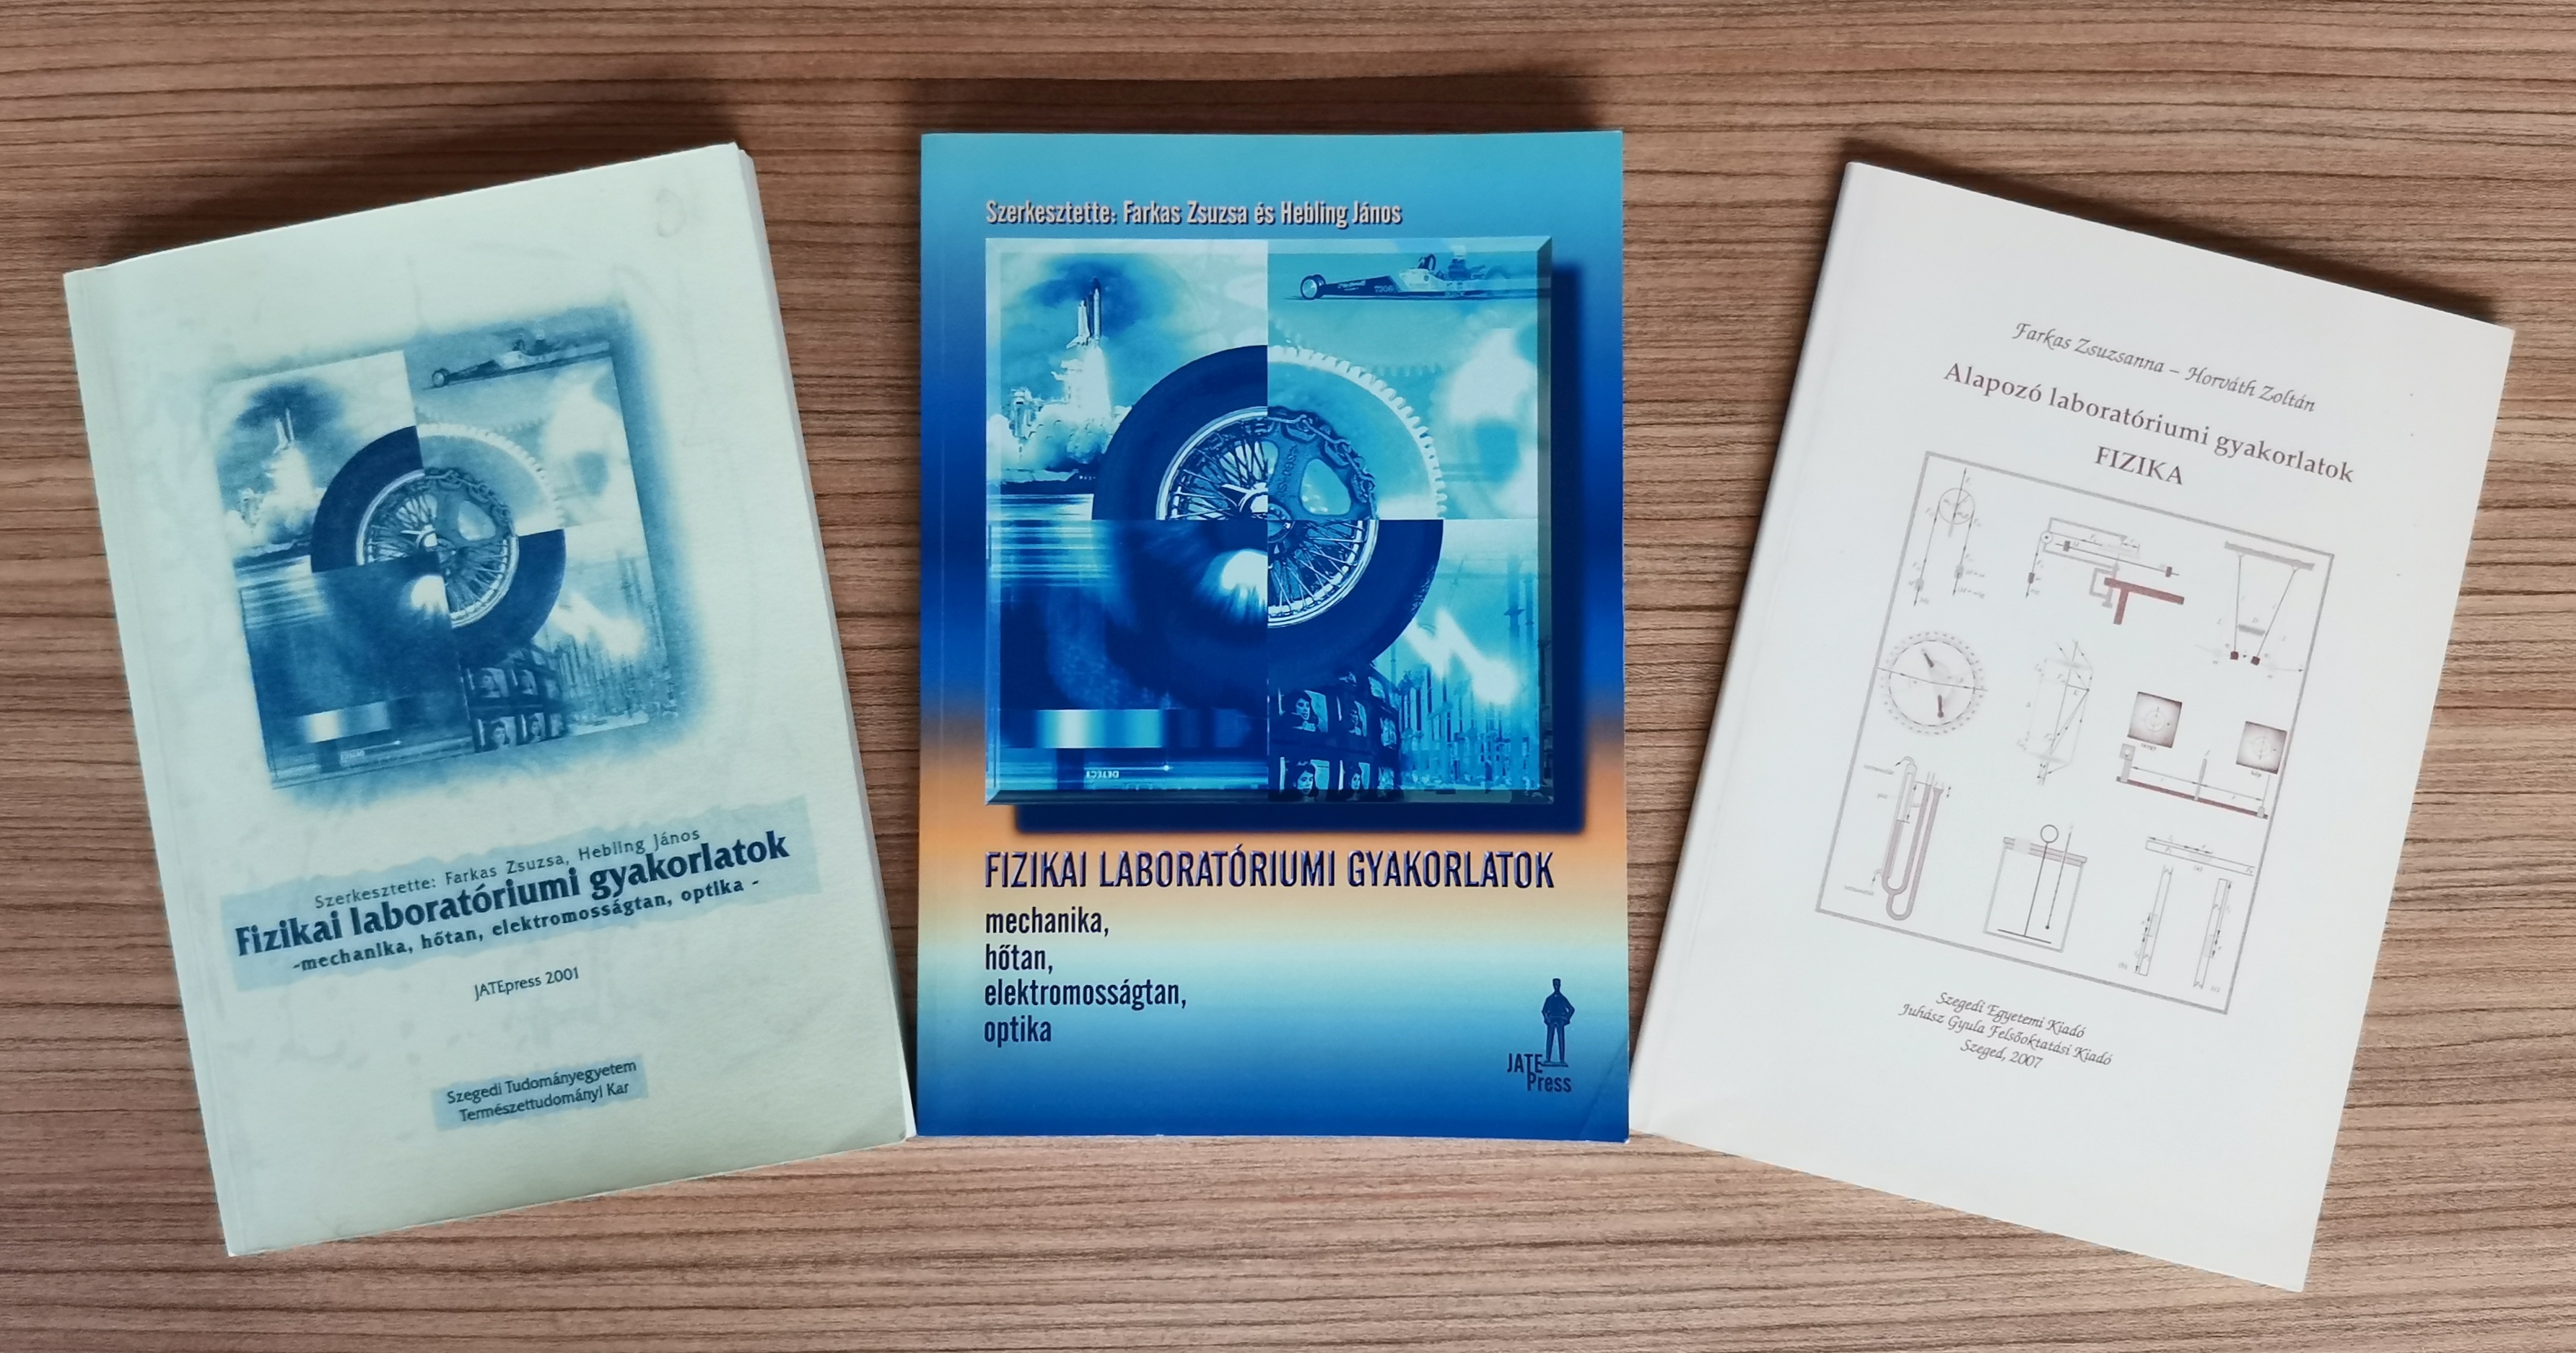 Szerkesztette: Farkas Zsuzsa, Hebling János
Fizikai laboratóriumi gyakorlatok
-mechanika, hőtan, elektromosságtan, optika -
JATEpress 2001
Szegedi Tudományegyetem
Természettudományi Kar
Szerkesztette: Farkas Zsuzsa és Hebling János
DETECT
FIZIKAI LABORATÓRIUMI GYAKORLATOK
mechanika,
hőtan,
elektromosságtan,
optika
JATE
Press
Farkas Zsuzsanna – Horváth Zoltán
Alapozó laboratóriumi gyakorlatok
FIZIKA
Szegedi Egyetemi Kiadó
Juhász Gyula Felsőoktatási Kiadó
Szeged, 2007